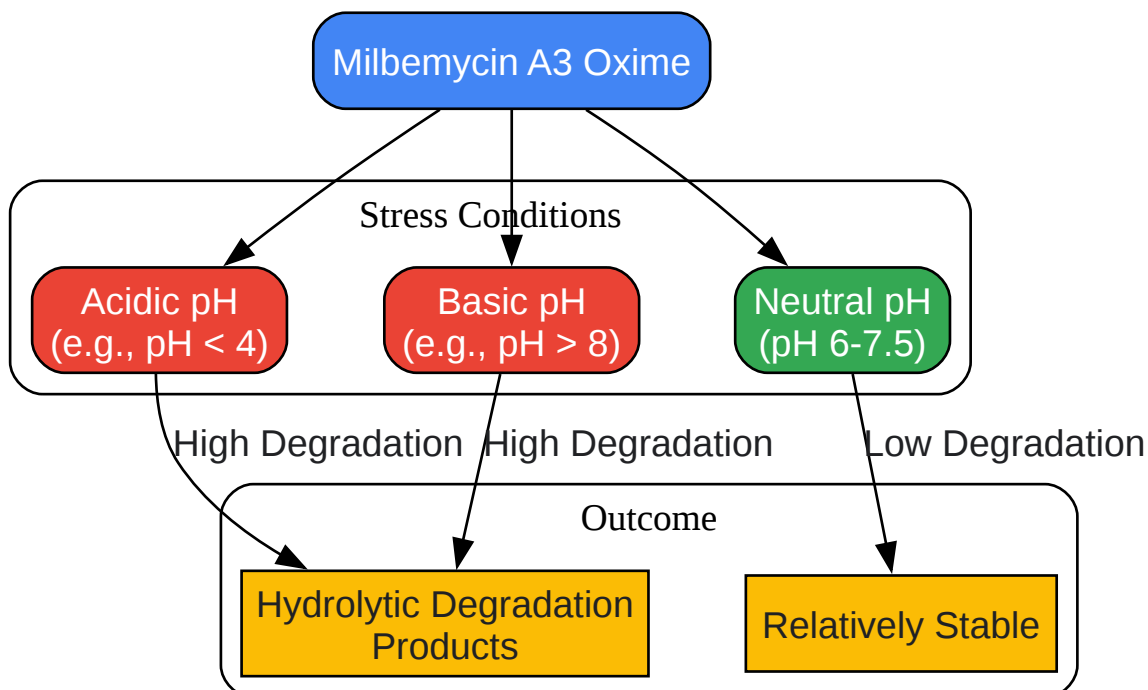 Milbemycin A3 Oxime
Stress Conditions
Acidic pH
(e.g., pH < 4)
Basic pH
(e.g., pH > 8)
Neutral pH
(pH 6-7.5)
High Degradation
High Degradation
Low Degradation
Outcome
Hydrolytic Degradation
Products
Relatively Stable